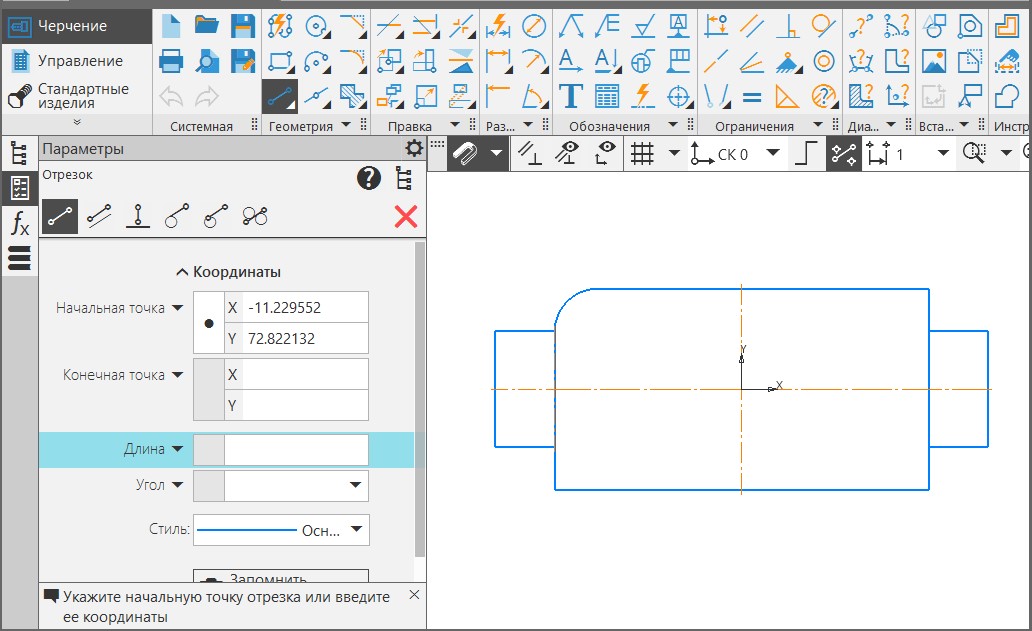 Черчение
Управление
Стандартные
изделия
Системная
Геометрия
Правка
Раз...
Обозначения
Ограничения
Диа...
Вста...
Инстр
Параметры
СК 0
1
Отрезок
Координаты
Начальная точка
X -11.229552
Y 72.822132
Конечная точка
X
Y
Длина
Угол
Стиль:
Осн...
Запомнить
Укажите начальную точку отрезка или введите
ее координаты
Y
X